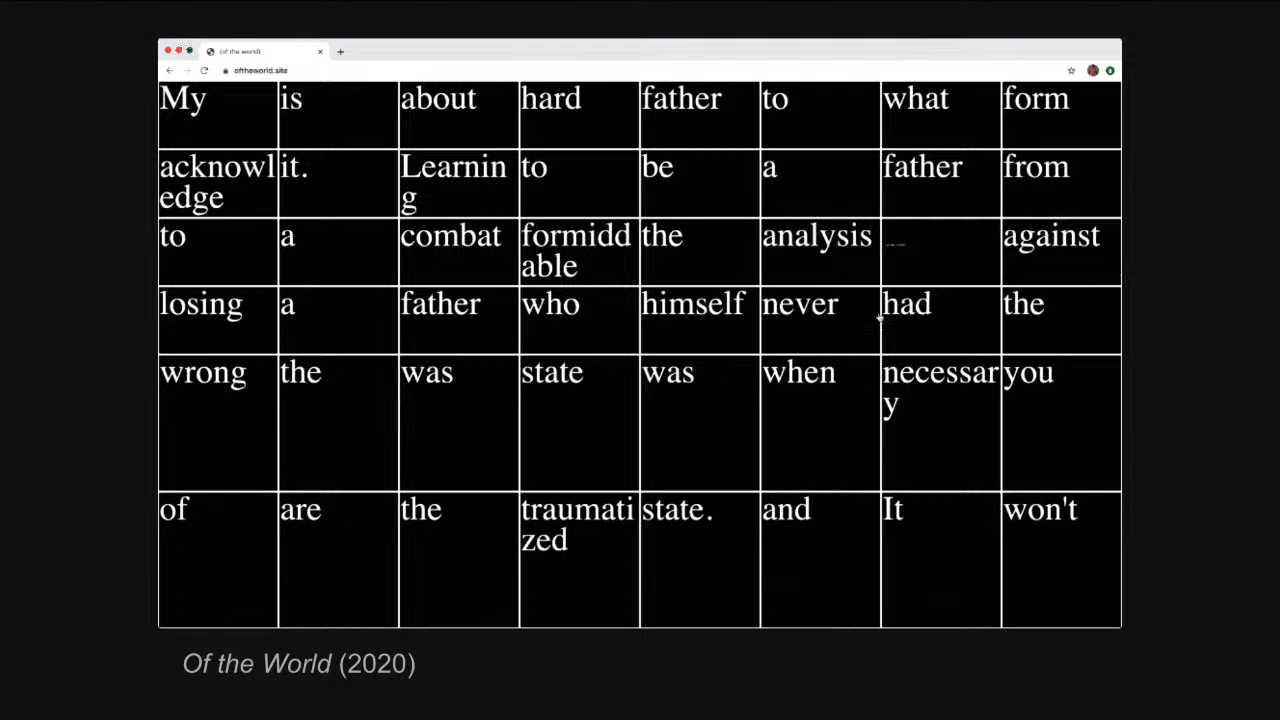 (of the world)
oftheworld.site
My is about hard father to what form
acknowl it. Learnin to be a father from
edge g
to a combat formidd the analysis against
able
losing a father who himself never had the
wrong the was state was when necessar you
y
of are the traumati state. and It won't
zed
Of the World (2020)